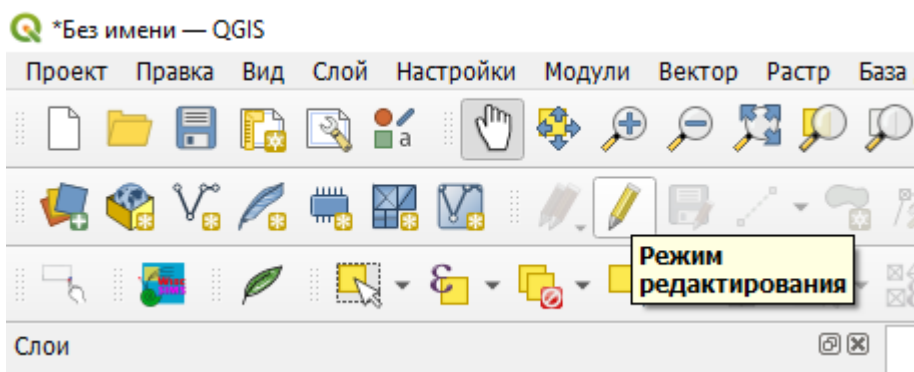 *Без имени — QGIS
Проект Правка Вид Слой Настройки Модули Вектор Растр База
a
Режим
редактирования
Слои